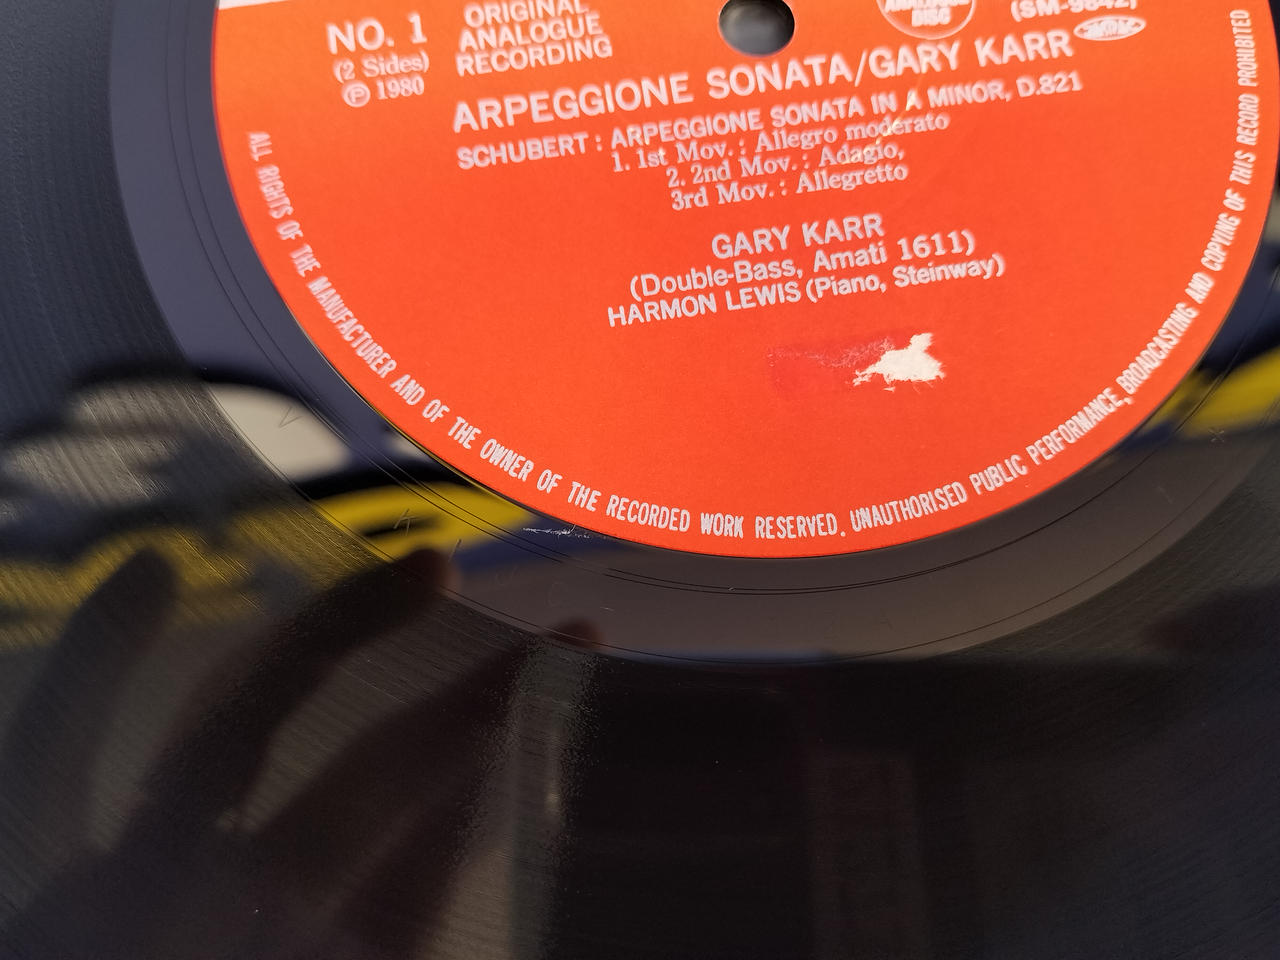 NO. 1
(2 Sides)
Ⓟ 1980
ORIGINAL
ANALOGUE
RECORDING
DISC
ARPEGGIONE SONATA/GARY KARR
SCHUBERT : ARPEGGIONE SONATA IN A MINOR, D.821
1. 1st Mov. : Allegro moderato
2. 2nd Mov. : Adagio,
3rd Mov. : Allegretto
GARY KARR
(Double-Bass, Amati 1611)
HARMON LEWIS (Piano, Steinway)
ALL RIGHTS OF THE MANUFACTURER AND OF THE OWNER OF THE RECORDED WORK RESERVED. UNAUTHORISED PUBLIC PERFORMANCE, BROADCASTING AND COPYING OF THIS RECORD PROHIBITED